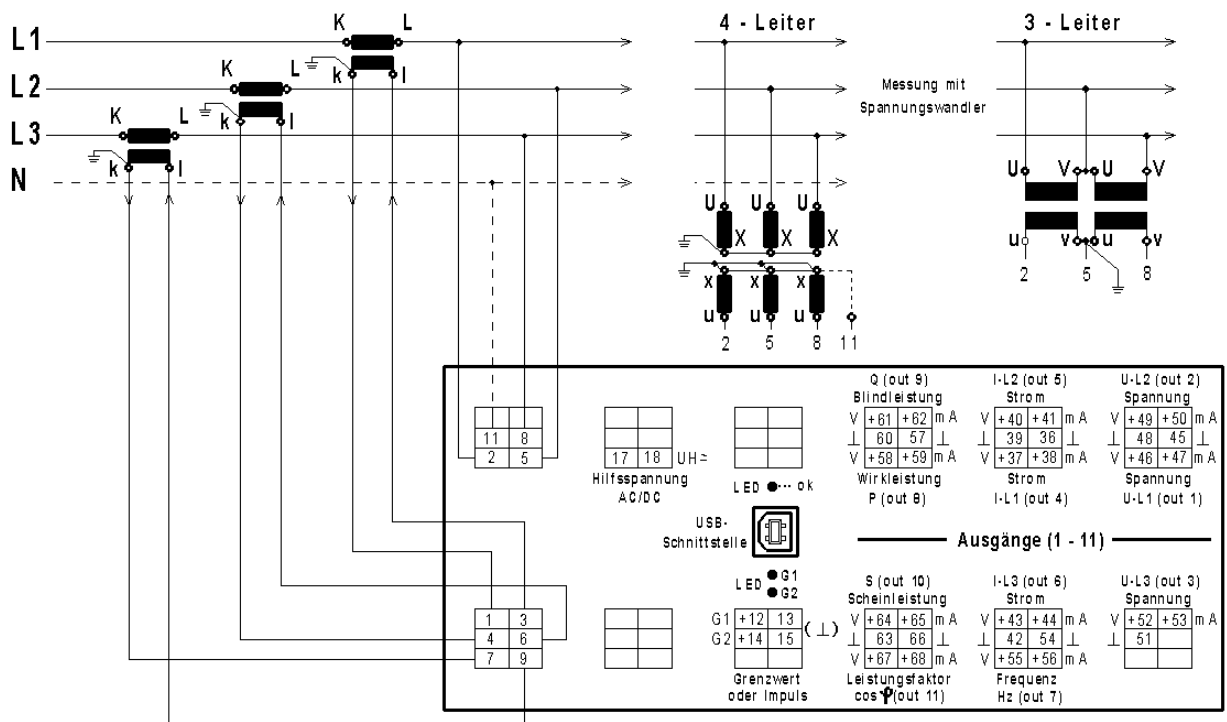 4 - Leiter
3 - Leiter
K L
L1
K L
k l
L2
Messung mit
Spannungswandler
K L
k l
L3
k l
N
U U U
X X X
x x x
u u u
2 5 8 11
U V U V
u v u v
2 5 8
11 8
2 5
17 18 UH
Hilfsspannung
AC/DC
LED ok
USB-
Schnittstelle
LED G1
G2
Q (out 9)
Blindleistung
V +61 +62 mA
⊥ 60 57 ⊥
V +58 +59 mA
Wirkleistung
P (out 8)
I-L2 (out 5)
Strom
V +40 +41 mA
39 36 ⊥
V +37 +38 mA
Strom
I-L1 (out 4)
U-L2 (out 2)
Spannung
V +49 +50 mA
48 45 ⊥
V +46 +47 mA
Spannung
U-L1 (out 1)
Ausgänge (1 - 11)
1 3
4 6
7 9
G1 +12 13
G2 +14 15
(⊥)
Grenzwert
oder Impuls
S (out 10)
Scheinleistung
V +64 +65 mA
⊥ 63 66 ⊥
V +67 +68 mA
Leistungsfaktor
cos φ (out 11)
I-L3 (out 6)
Strom
V +43 +44 mA
42 54 ⊥
V +55 +56 mA
Frequenz
Hz (out 7)
U-L3 (out 3)
Spannung
V +52 +53 mA
⊥ 51